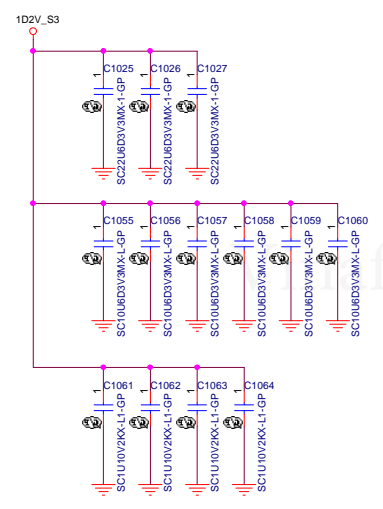 1D2V_S3
1 C1025 SC22U6D3V3MX-1-GP
1 C1026 SC22U6D3V3MX-1-GP
1 C1027 SC22U6D3V3MX-1-GP
1 C1055 SC10U6D3V3MX-L-GP
1 C1056 SC10U6D3V3MX-L-GP
1 C1057 SC10U6D3V3MX-L-GP
1 C1058 SC10U6D3V3MX-L-GP
1 C1059 SC10U6D3V3MX-L-GP
1 C1060 SC10U6D3V3MX-L-GP
1 C1061 SC1U10V2KX-L1-GP
1 C1062 SC1U10V2KX-L1-GP
1 C1063 SC1U10V2KX-L1-GP
1 C1064 SC1U10V2KX-L1-GP